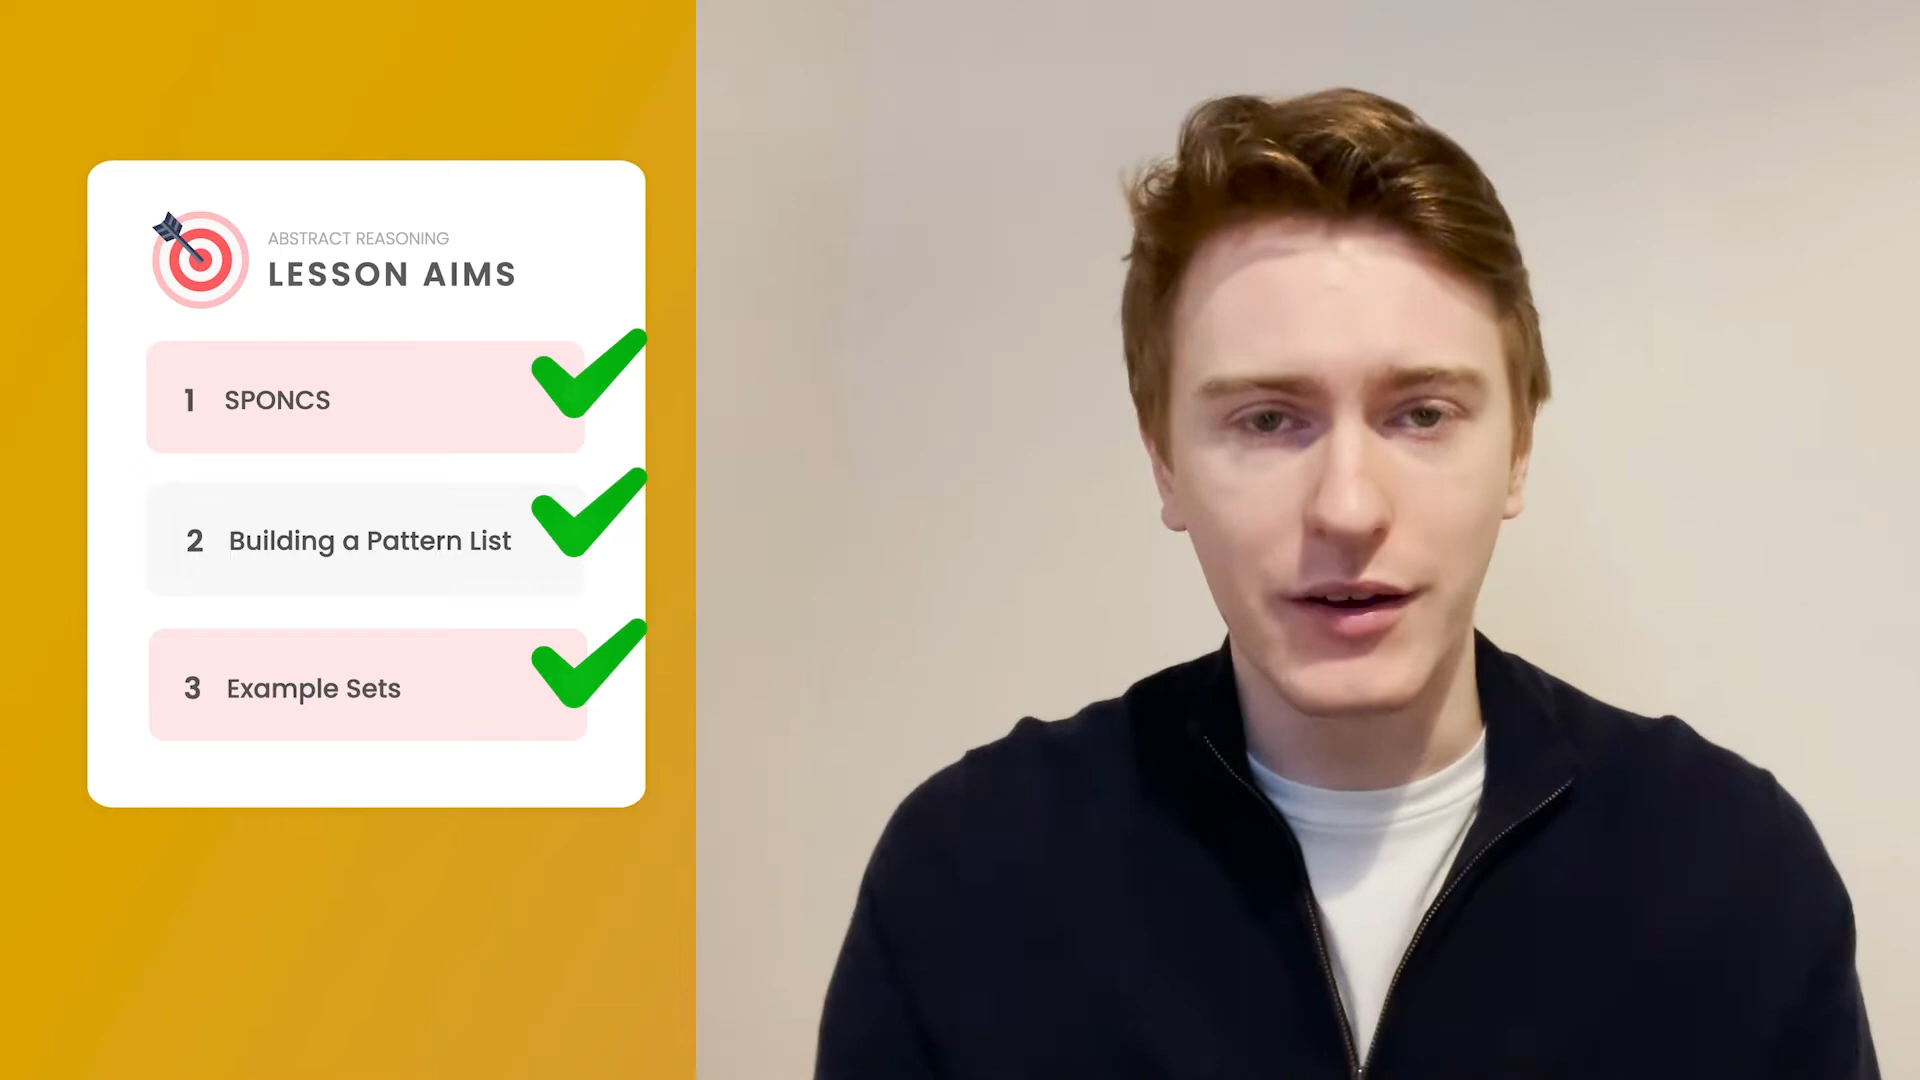 ABSTRACT REASONING
LESSON AIMS
1 SPONCS
2 Building a Pattern List
3 Example Sets